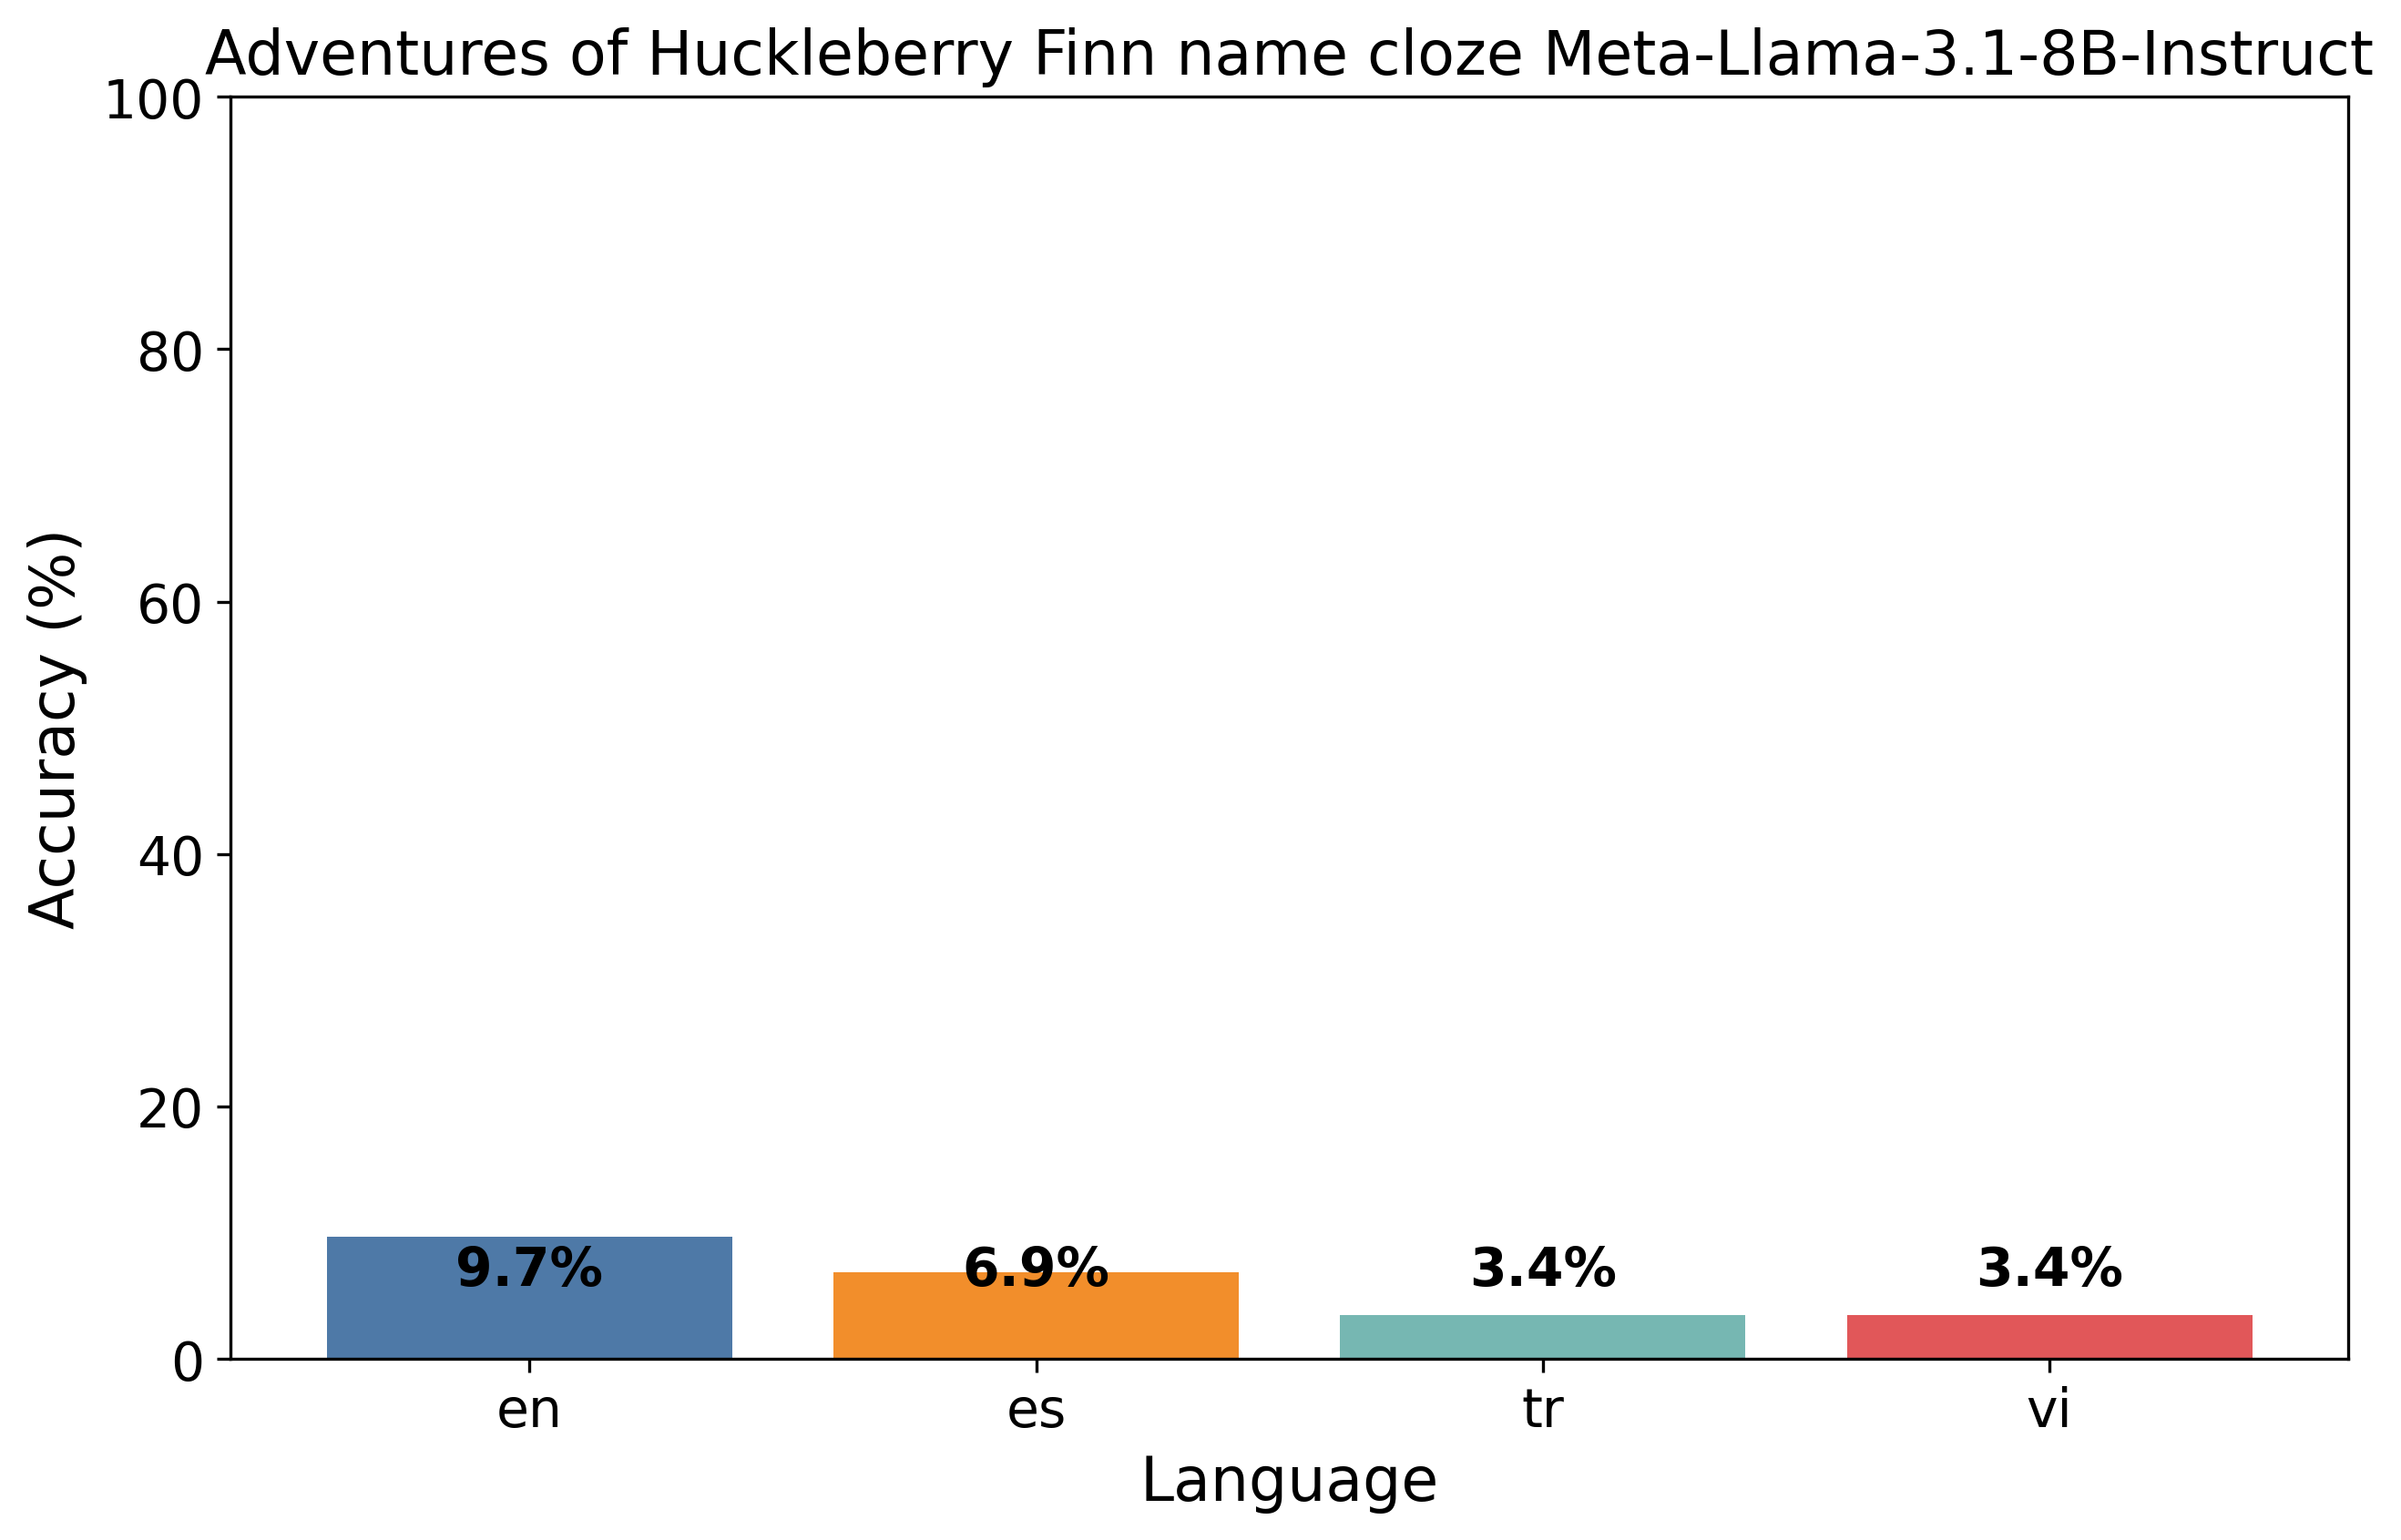 Adventures of Huckleberry Finn name cloze Meta-Llama-3.1-8B-Instruct
100
80
60
40
20
0
Accuracy (%)
9.7%
6.9%
3.4%
3.4%
en
es
tr
vi
Language